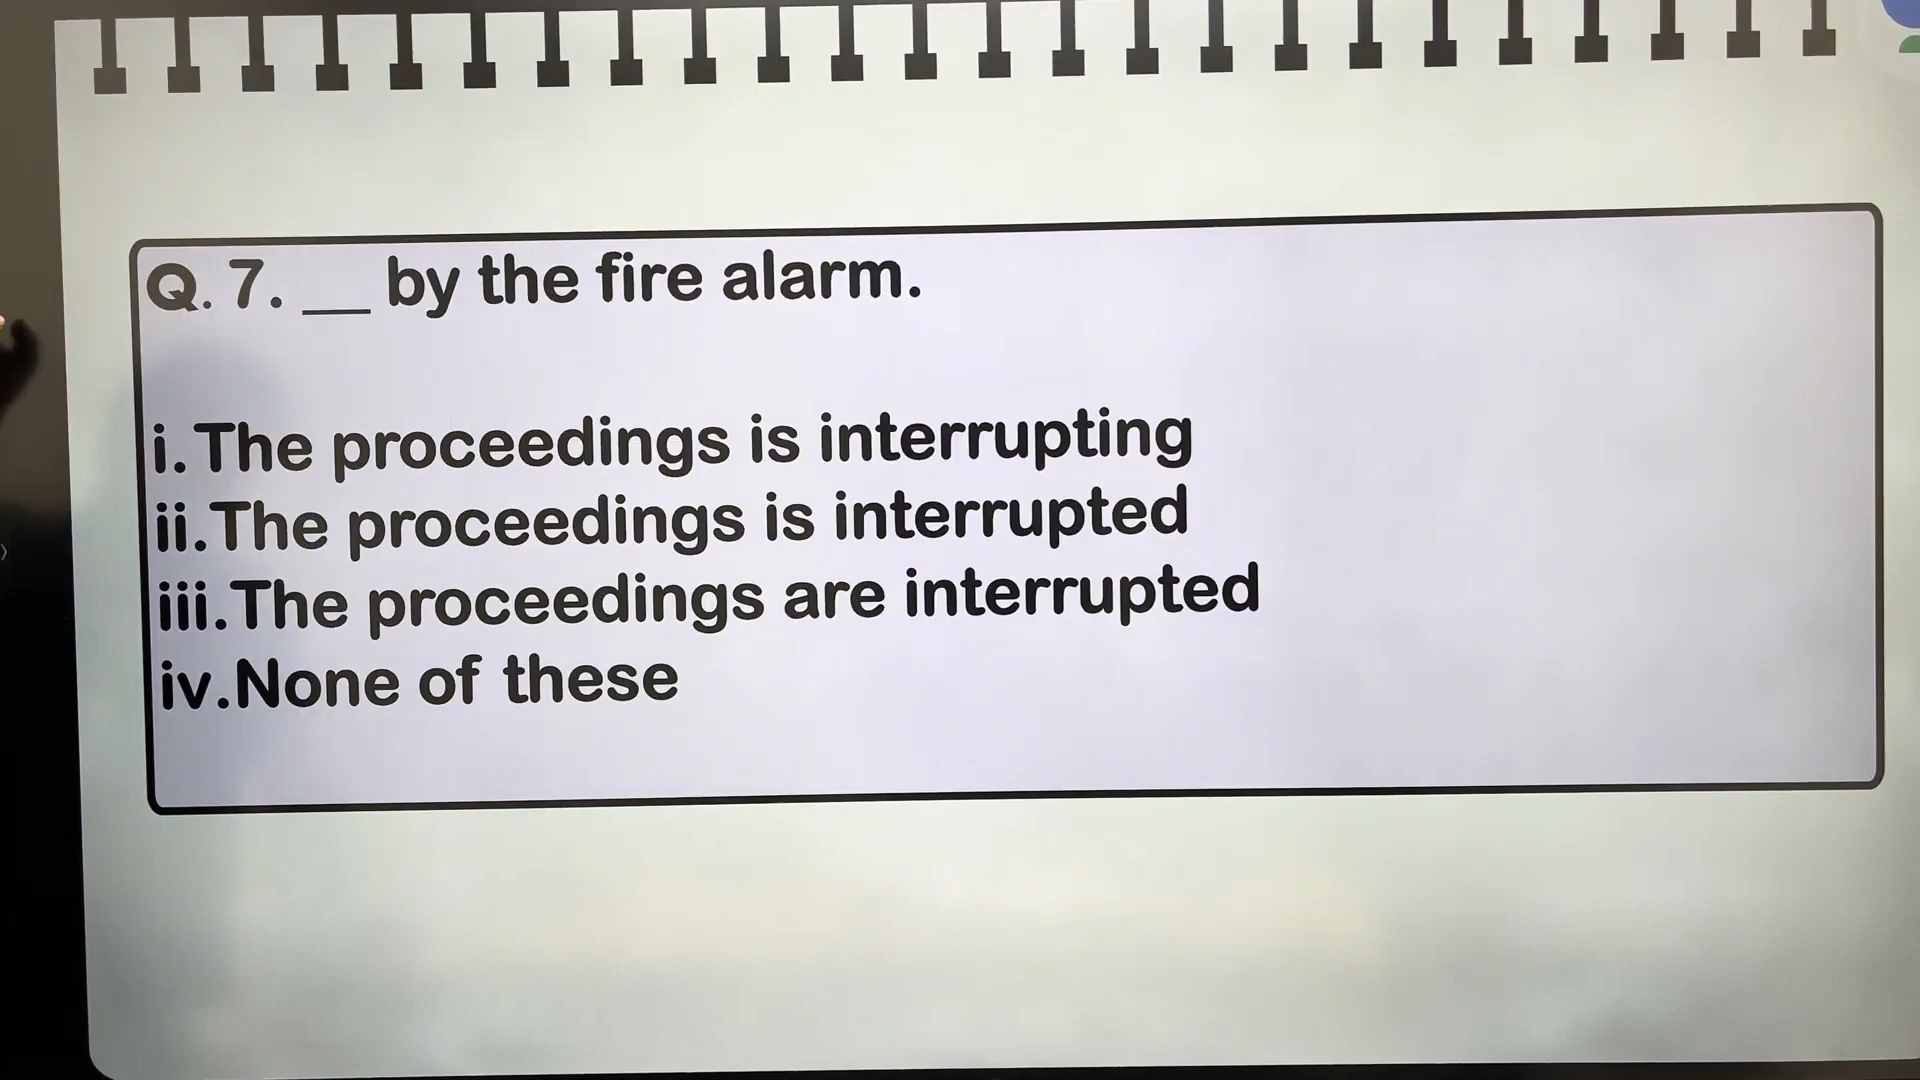 Q. 7. __ by the fire alarm.
i. The proceedings is interrupting
ii.The proceedings is interrupted
iii.The proceedings are interrupted
iv.None of these